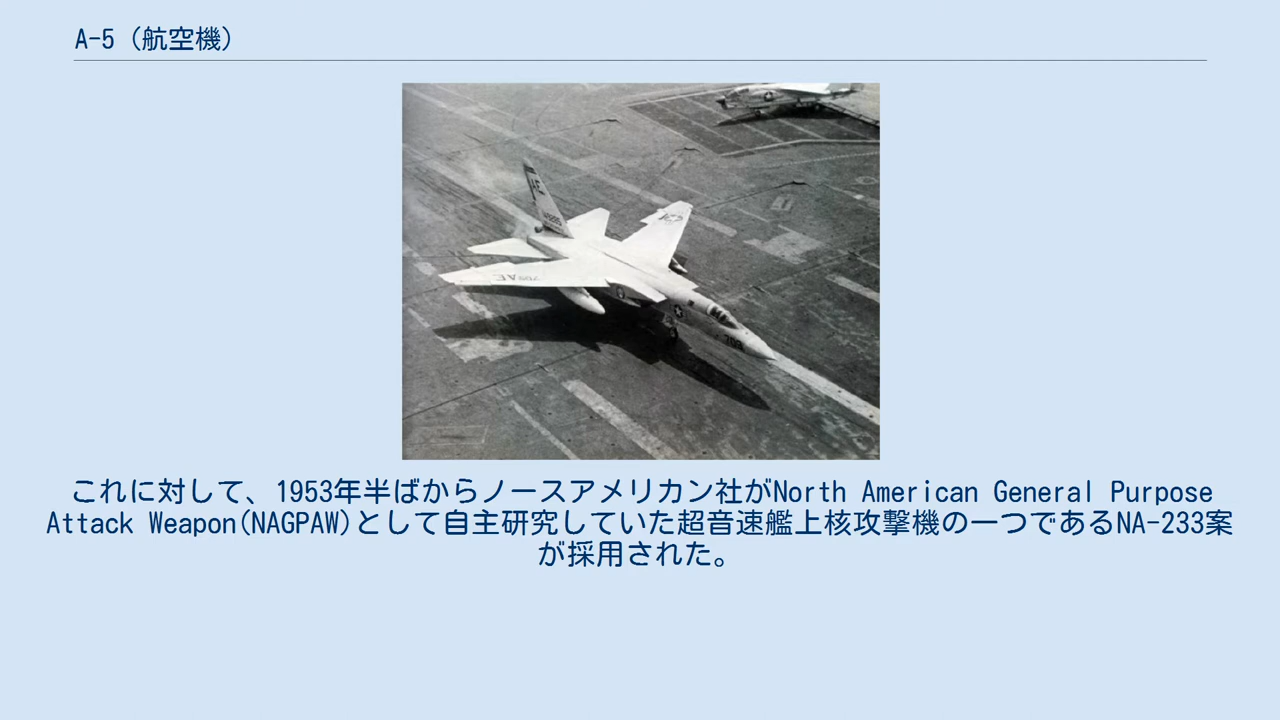 A-5（航空機）
AE
703
これに対して、1953年半ばからノースアメリカン社がNorth American General Purpose
Attack Weapon(NAGPAW)として自主研究していた超音速艦上核攻撃機の一つであるNA-233案
が採用された。